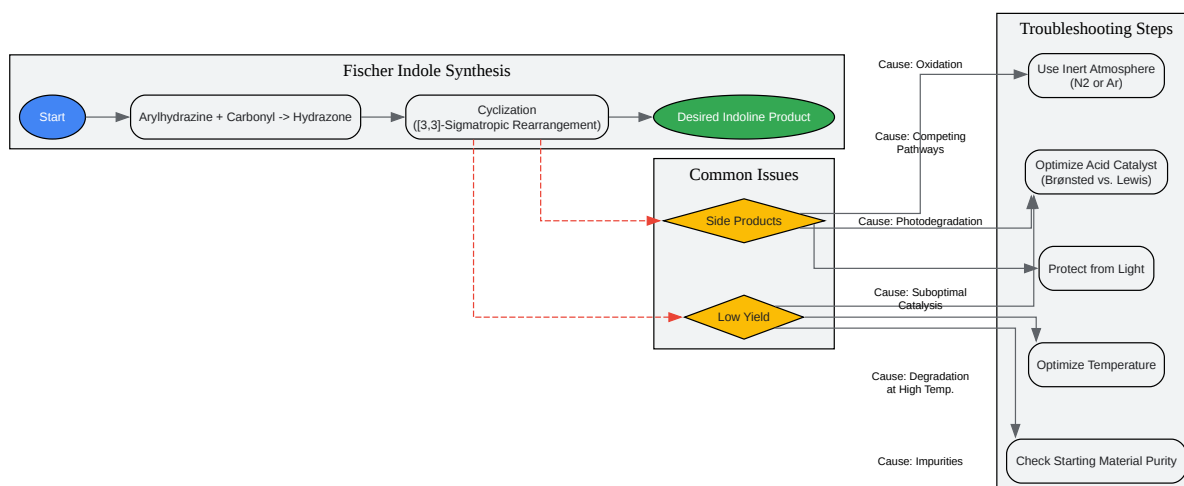 Fischer Indole Synthesis
Start
Arylhydrazine + Carbonyl -> Hydrazone
Cyclization
([3,3]-Sigmatropic Rearrangement)
Desired Indoline Product
Common Issues
Side Products
Low Yield
Cause: Oxidation
Cause: Competing
Pathways
Cause: Photodegradation
Cause: Suboptimal
Catalysis
Cause: Degradation
at High Temp.
Cause: Impurities
Troubleshooting Steps
Use Inert Atmosphere
(N2 or Ar)
Optimize Acid Catalyst
(Brønsted vs. Lewis)
Protect from Light
Optimize Temperature
Check Starting Material Purity